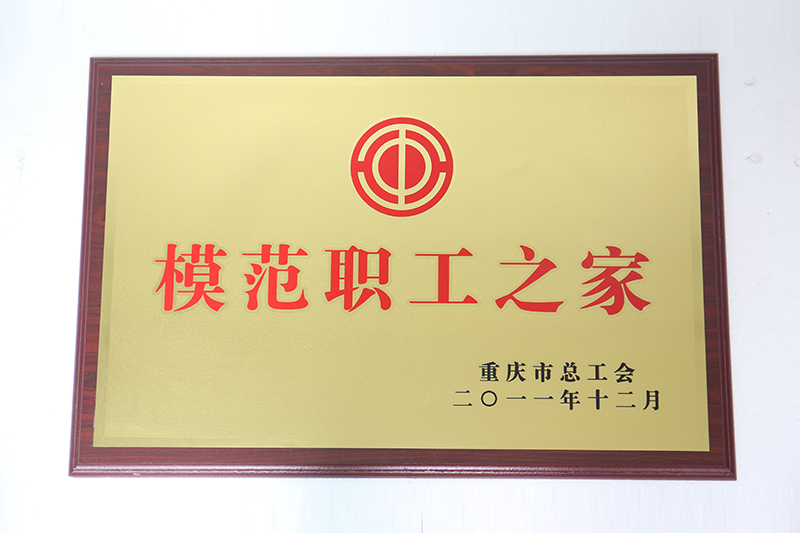 模范职工之家
重庆市总工会
二〇一一年十二月